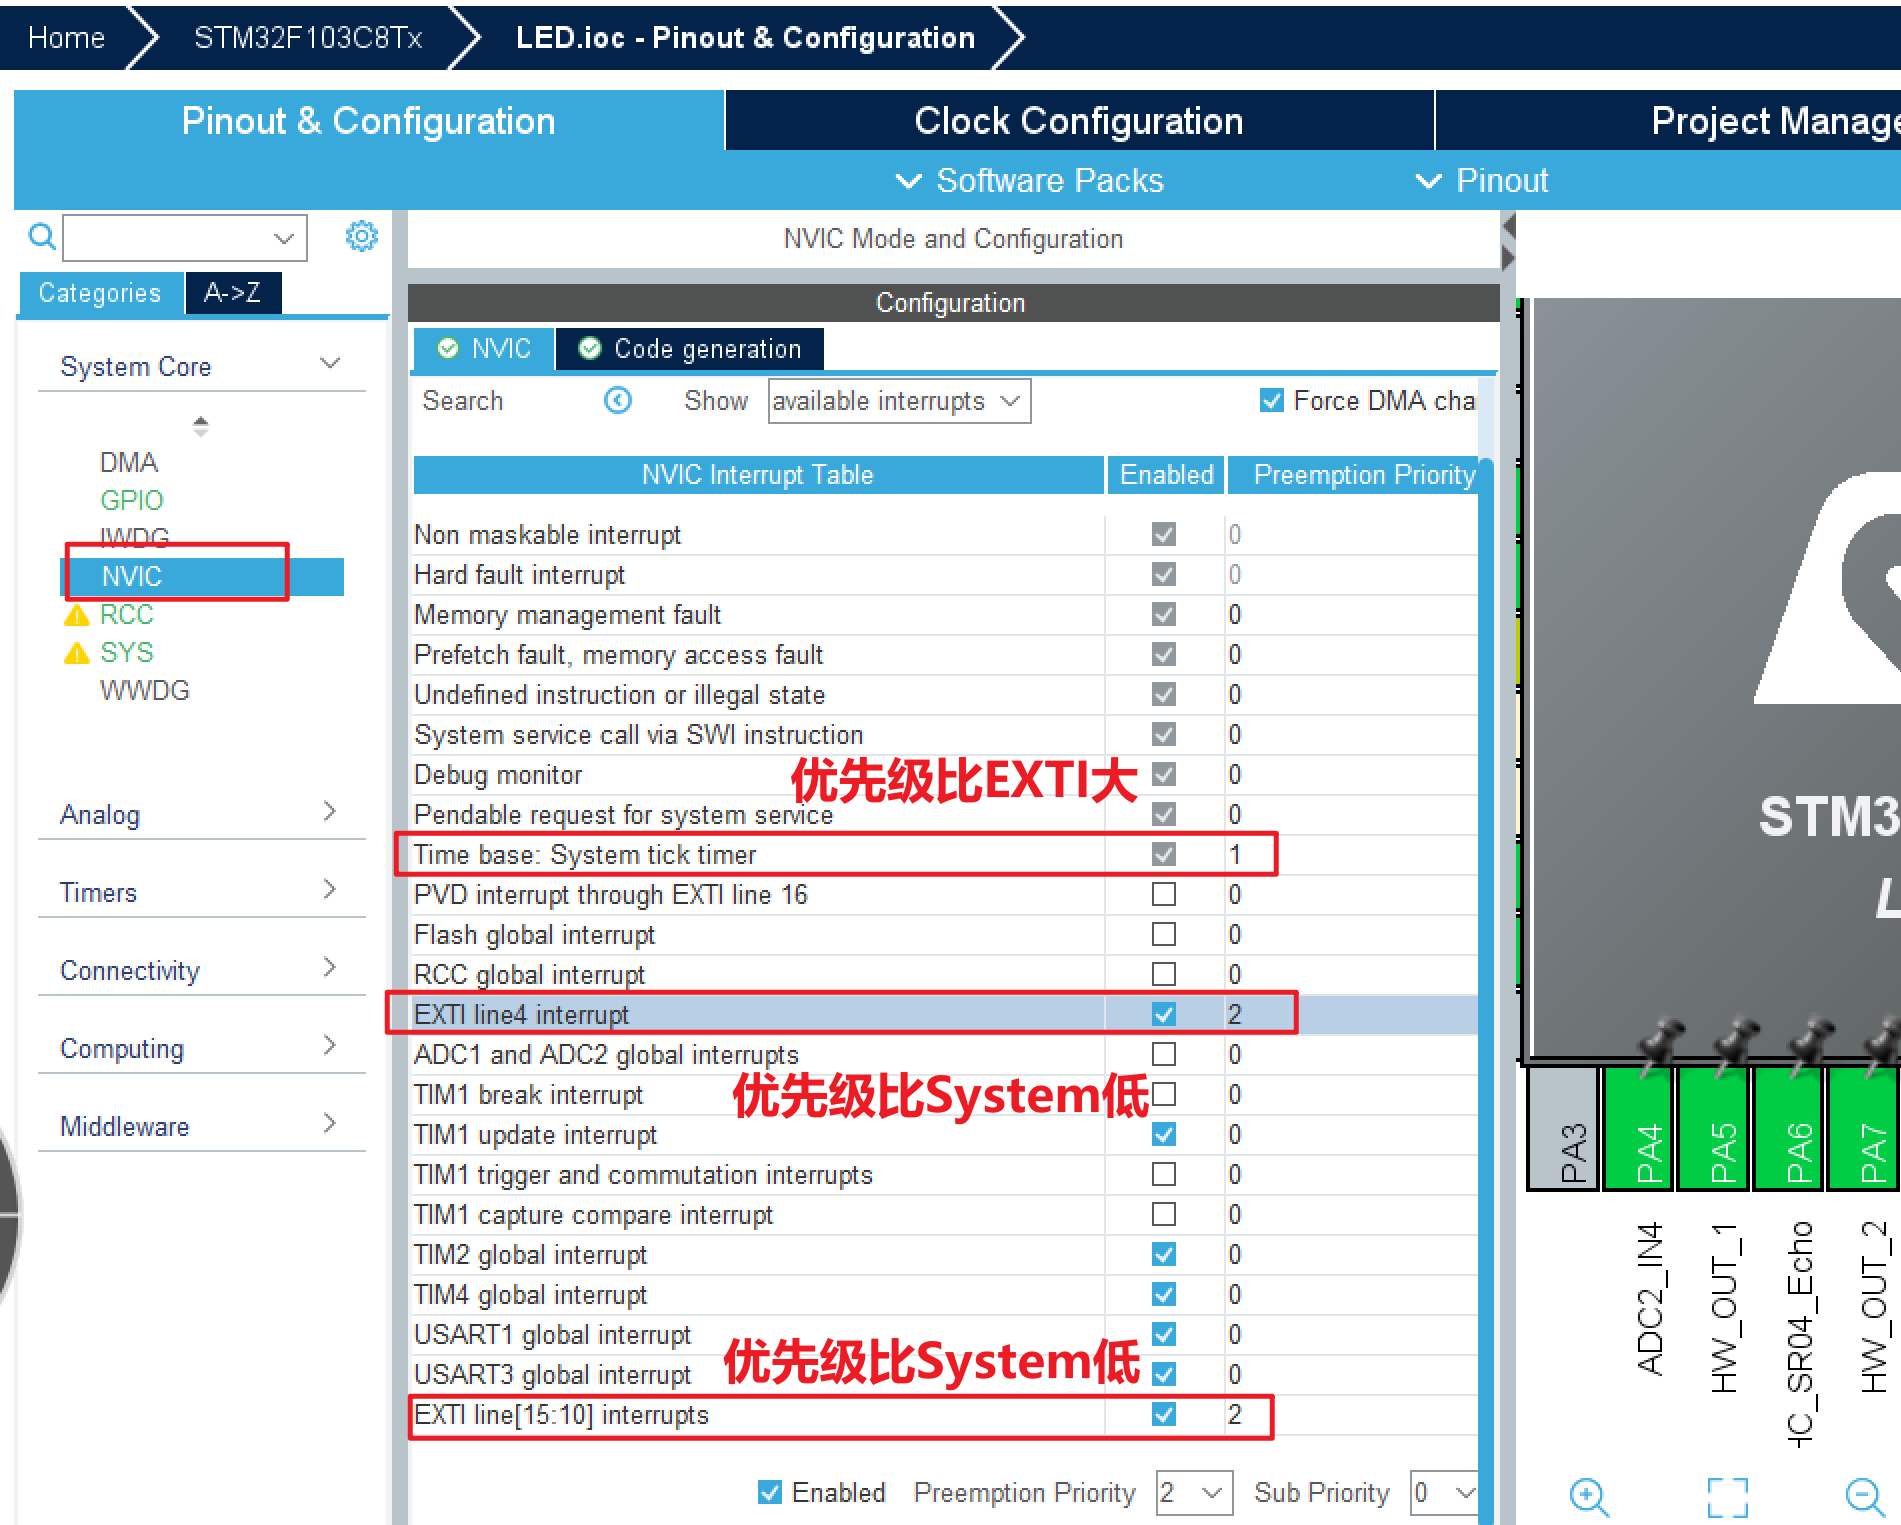 Home STM32F103C8Tx LED.ioc - Pinout & Configuration
Pinout & Configuration Clock Configuration Project Manage
Software Packs Pinout
NVIC Mode and Configuration
Categories A->Z
Configuration
NVIC Code generation
System Core
Search Show available interrupts Force DMA cha
DMA
GPIO
IWDG
NVIC
RCC
SYS
WWDG
Analog
Timers
Connectivity
Computing
Middleware
NVIC Interrupt Table Enabled Preemption Priority
Non maskable interrupt 0
Hard fault interrupt 0
Memory management fault 0
Prefetch fault, memory access fault 0
Undefined instruction or illegal state 0
System service call via SWI instruction 0
优先级比EXTI大
Debug monitor 0
Pendable request for system service 0
Time base: System tick timer 1
PVD interrupt through EXTI line 16 0
Flash global interrupt 0
RCC global interrupt 0
EXTI line4 interrupt 2
ADC1 and ADC2 global interrupts 0
优先级比System低
TIM1 break interrupt 0
TIM1 update interrupt 0
TIM1 trigger and commutation interrupts 0
TIM1 capture compare interrupt 0
TIM2 global interrupt 0
TIM4 global interrupt 0
USART1 global interrupt 0
优先级比System低
USART3 global interrupt 0
EXTI line[15:10] interrupts 2
Enabled Preemption Priority 2 Sub Priority 0
STM3
L
PA3
PA4
PA5
PA6
PA7
ADC2_IN4
HW_OUT_1
HC_SR04_Echo
HW_OUT_2